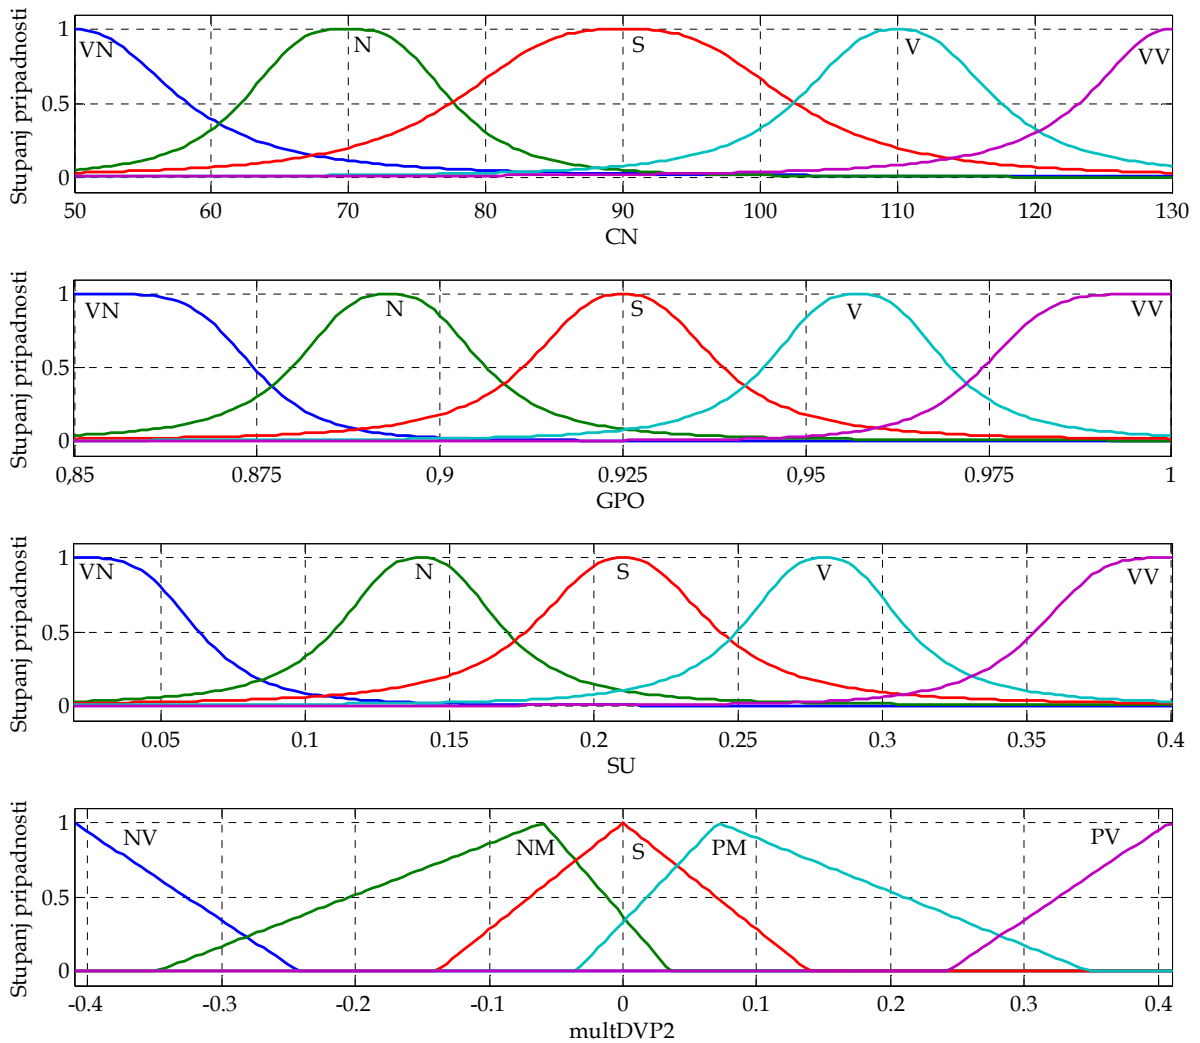 Stupanj pripadnosti
1
0.5
0
VN
N
S
V
VV
50
60
70
80
90
100
110
120
130
CN
Stupanj pripadnosti
1
0.5
0
VN
N
S
V
VV
0,85
0.875
0,9
0.925
0,95
0.975
1
GPO
Stupanj pripadnosti
1
0.5
0
VN
N
S
V
VV
0.05
0.1
0.15
0.2
0.25
0.3
0.35
0.4
SU
Stupanj pripadnosti
1
0.5
0
NV
NM
S
PM
PV
-0.4
-0.3
-0.2
-0.1
0
0.1
0.2
0.3
0.4
multDVP2